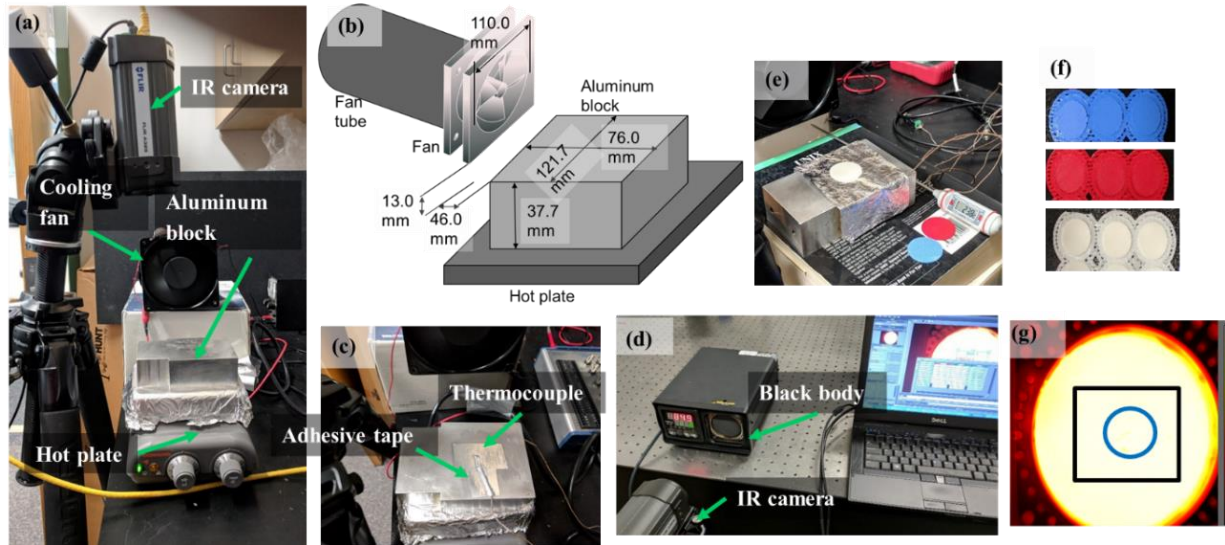 (a)
FLIR
IR camera
Cooling
fan
Aluminum
block
Hot plate
(b)
110.0
mm
Fan
tube
Fan
Aluminum
block
76.0
mm
121.7
mm
13.0
mm
46.0
mm
37.7
mm
Hot plate
(c)
Thermocouple
Adhesive tape
(d)
Black body
DELL
IR camera
(e)
(f)
(g)